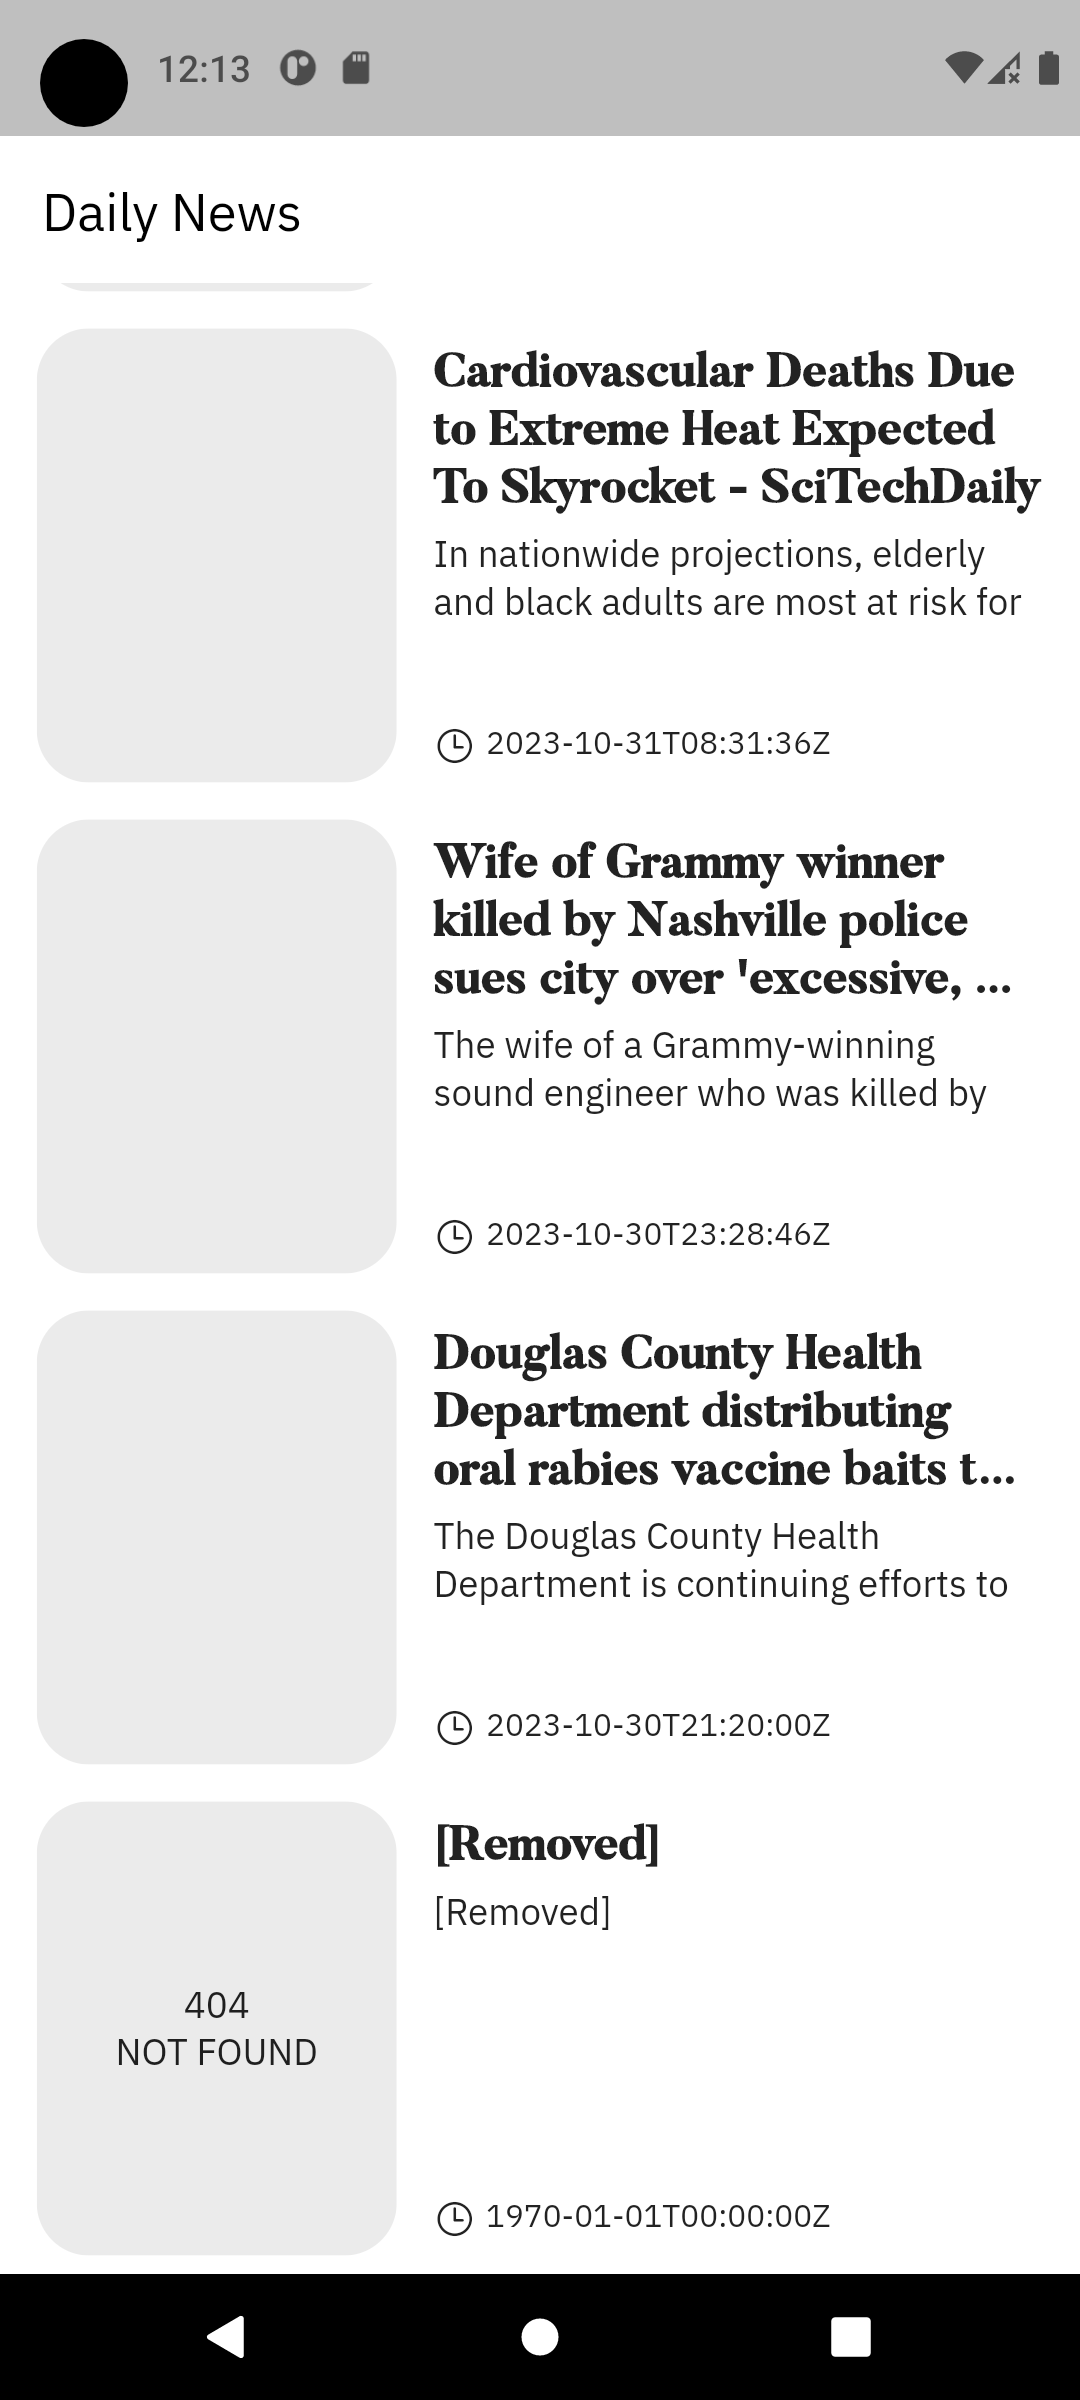 12:13
Daily News
Cardiovascular Deaths Due
to Extreme Heat Expected
To Skyrocket - SciTechDaily
In nationwide projections, elderly
and black adults are most at risk for
2023-10-31T08:31:36Z
Wife of Grammy winner
killed by Nashville police
sues city over 'excessive, ...
The wife of a Grammy-winning
sound engineer who was killed by
2023-10-30T23:28:46Z
Douglas County Health
Department distributing
oral rabies vaccine baits t...
The Douglas County Health
Department is continuing efforts to
2023-10-30T21:20:00Z
404
NOT FOUND
[Removed]
[Removed]
1970-01-01T00:00:00Z